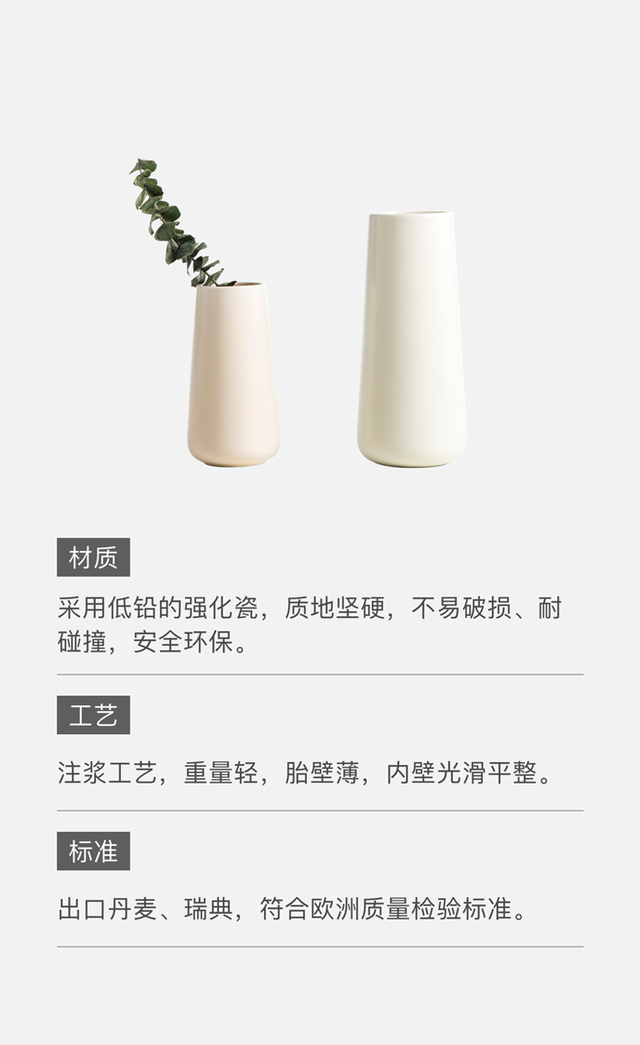 材质
采用低铅的强化瓷，质地坚硬，不易破损、耐
碰撞，安全环保。
工艺
注浆工艺，重量轻，胎壁薄，内壁光滑平整。
标准
出口丹麦、瑞典，符合欧洲质量检验标准。